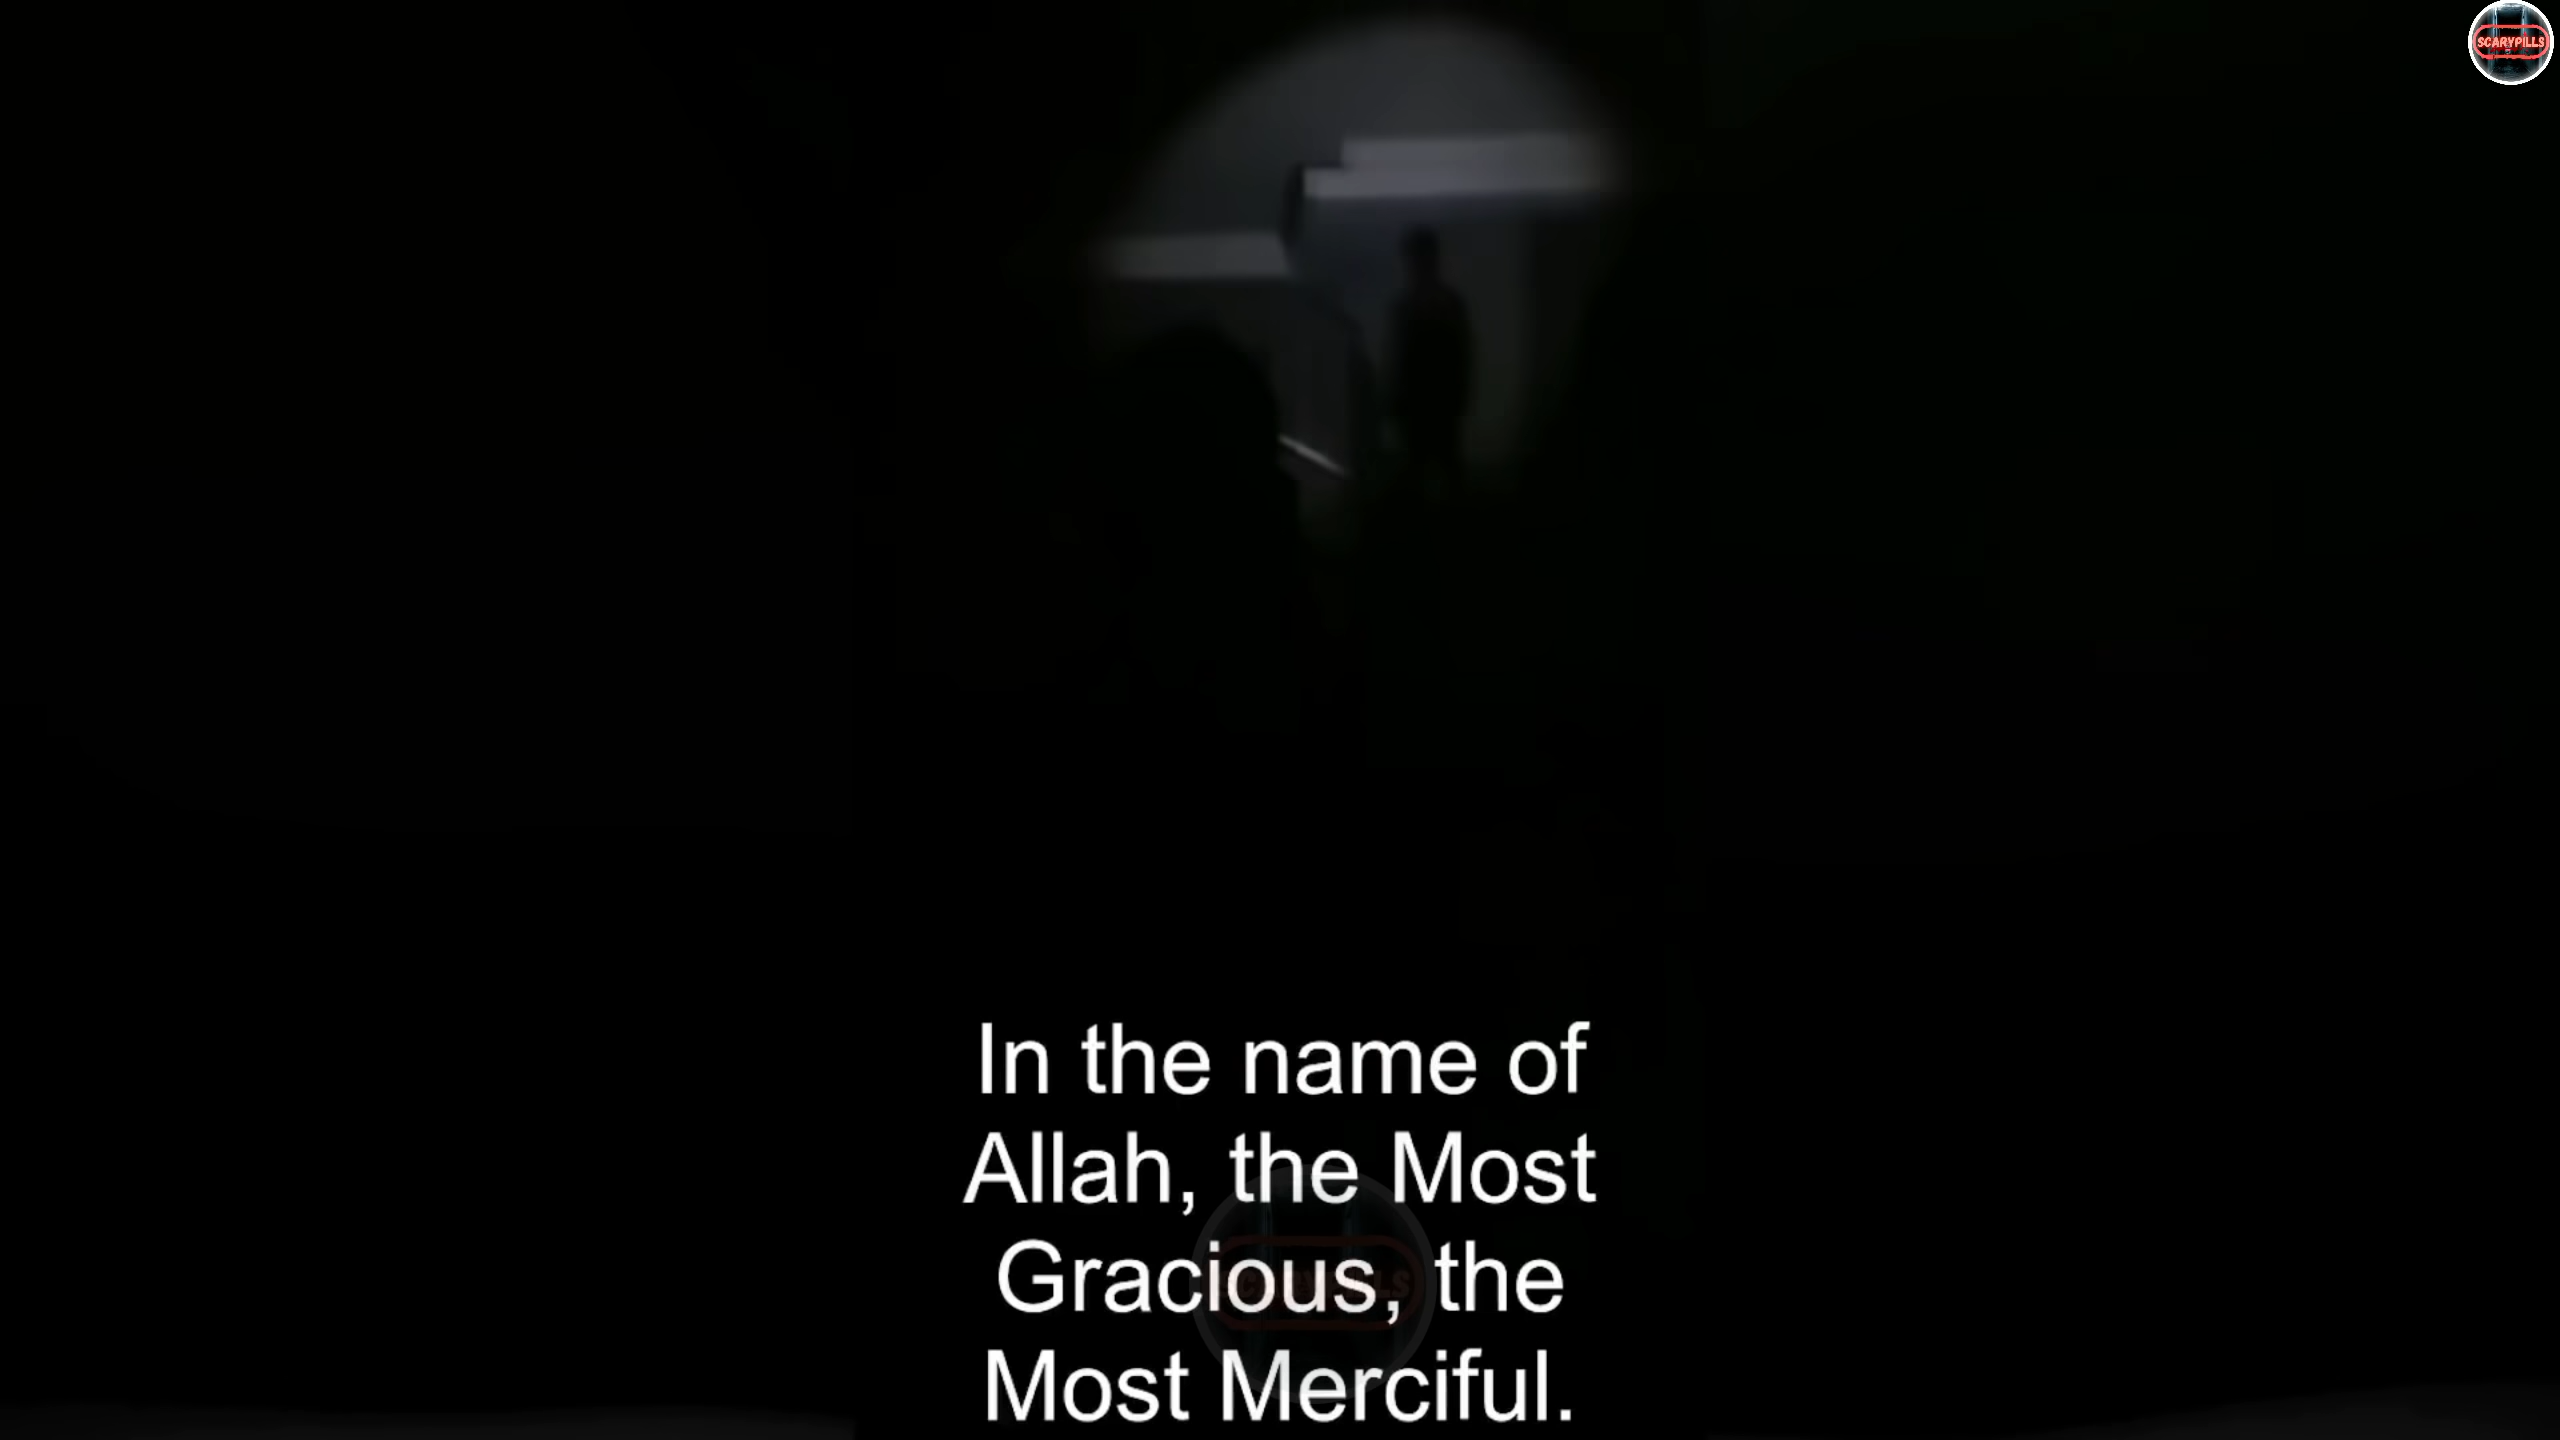 SCARYPILLS
In the name of
Allah, the Most
Gracious, the
Most Merciful.